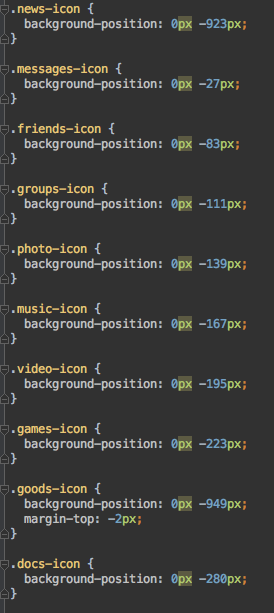 .news-icon {
background-position: 0px -923px;
}
.messages-icon {
background-position: 0px -27px;
}
.friends-icon {
background-position: 0px -83px;
}
.groups-icon {
background-position: 0px -111px;
}
.photo-icon {
background-position: 0px -139px;
}
.music-icon {
background-position: 0px -167px;
}
.video-icon {
background-position: 0px -195px;
}
.games-icon {
background-position: 0px -223px;
}
.goods-icon {
background-position: 0px -949px;
margin-top: -2px;
}
.docs-icon {
background-position: 0px -280px;
}